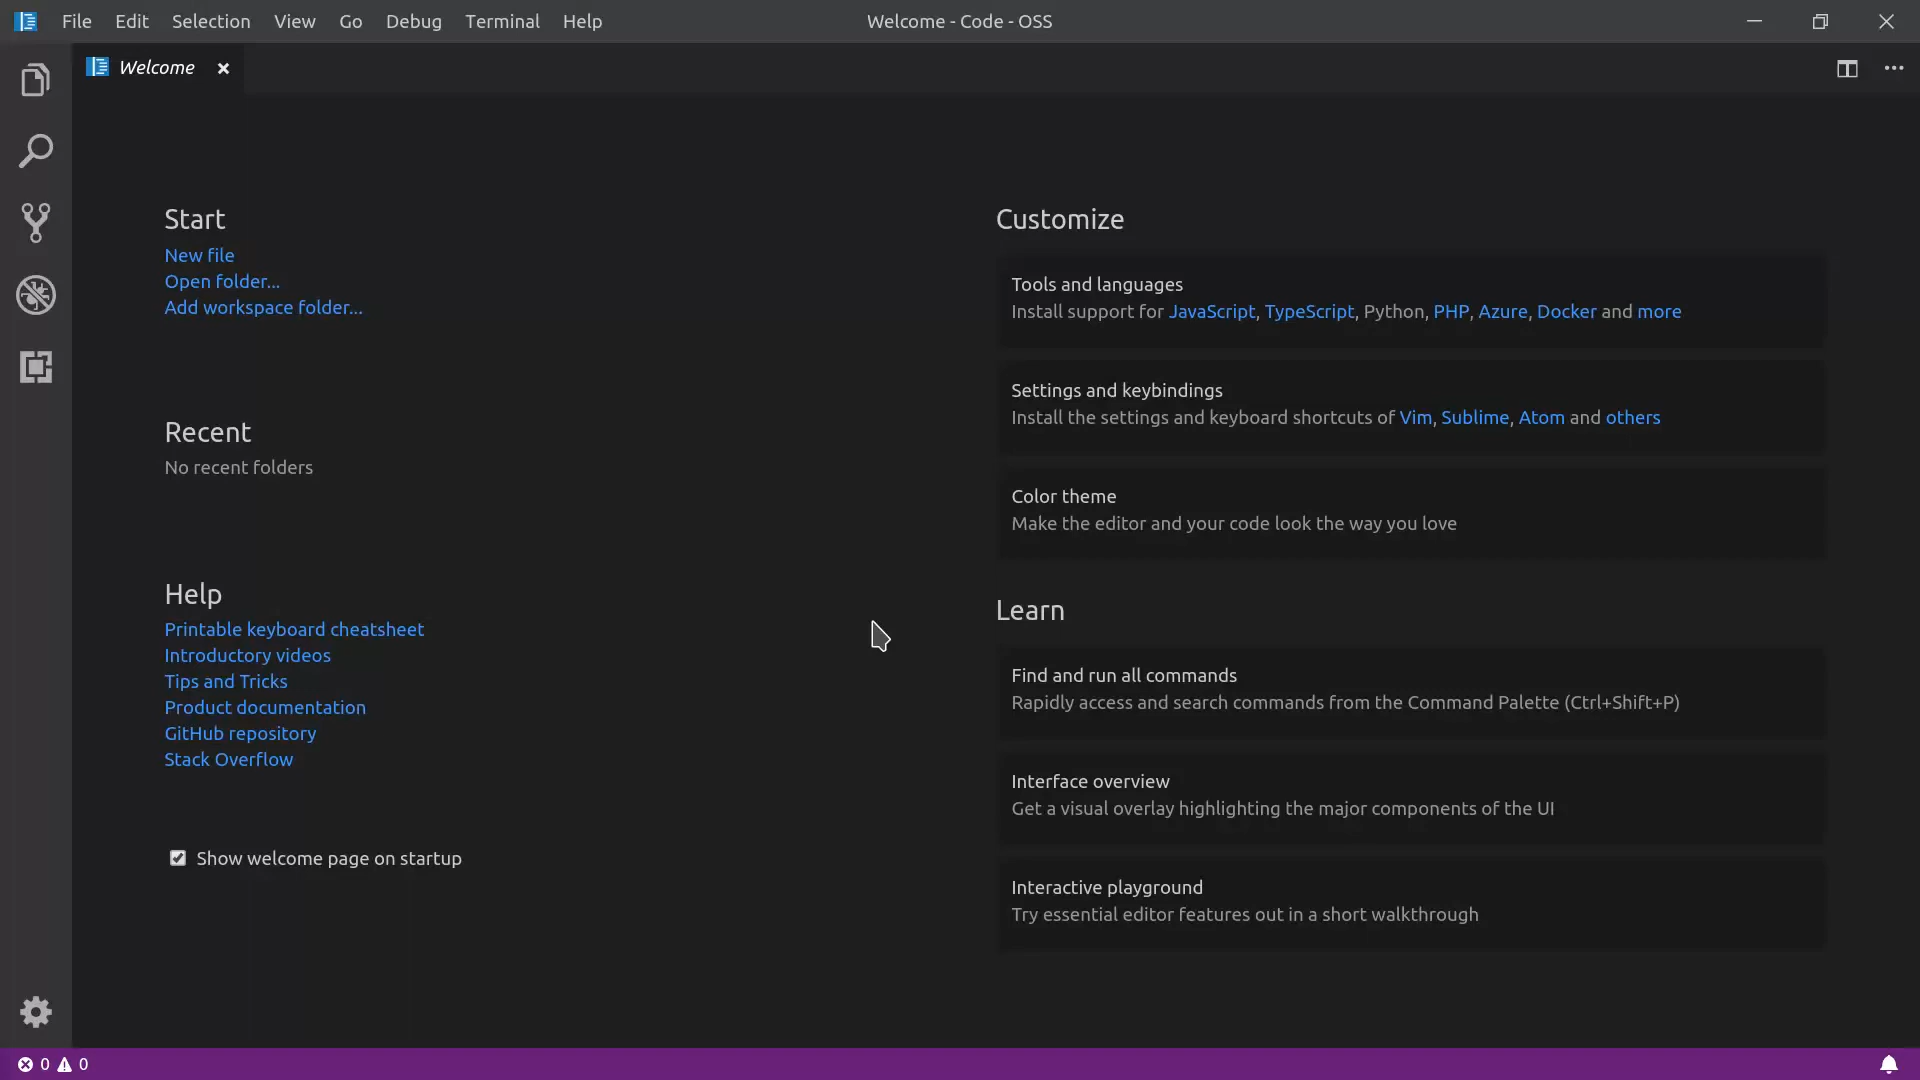 File Edit Selection View Go Debug Terminal Help
Welcome - Code - OSS
Welcome
Start
New file
Open folder...
Add workspace folder...
Recent
No recent folders
Help
Printable keyboard cheatsheet
Introductory videos
Tips and Tricks
Product documentation
GitHub repository
Stack Overflow
Show welcome page on startup
Customize
Tools and languages
Install support for JavaScript, TypeScript, Python, PHP, Azure, Docker and more
Settings and keybindings
Install the settings and keyboard shortcuts of Vim, Sublime, Atom and others
Color theme
Make the editor and your code look the way you love
Learn
Find and run all commands
Rapidly access and search commands from the Command Palette (Ctrl+Shift+P)
Interface overview
Get a visual overlay highlighting the major components of the UI
Interactive playground
Try essential editor features out in a short walkthrough
0 0